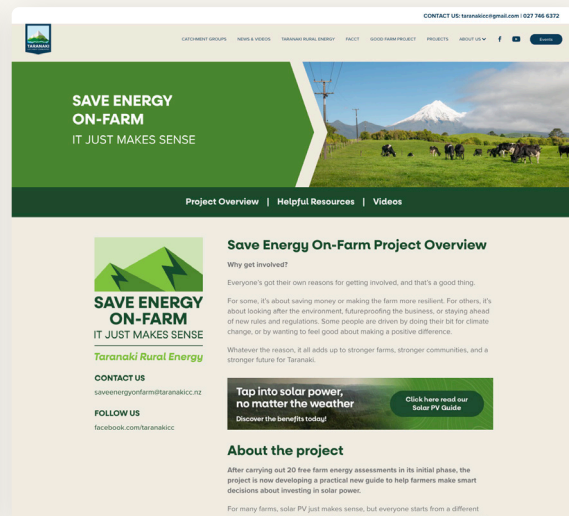 CONTACT US: taranakicc@gmail.com | 027 746 6372
TARANAKI
CATCHMENT GROUPS NEWS & VIDEOS TARANAKI RURAL ENERGY FACCT GOOD FARM PROJECT PROJECTS ABOUT US Events
SAVE ENERGY
ON-FARM
IT JUST MAKES SENSE
Project Overview | Helpful Resources | Videos
SAVE ENERGY
ON-FARM
IT JUST MAKES SENSE
Taranaki Rural Energy
CONTACT US
saveenergyonfarm@taranakicc.nz
FOLLOW US
facebook.com/taranakicc
Save Energy On-Farm Project Overview
Why get involved?
Everyone's got their own reasons for getting involved, and that's a good thing.
For some, it's about saving money or making the farm more resilient. For others, it's
about looking after the environment, futureproofing the business, or staying ahead
of new rules and regulations. Some people are driven by doing their bit for climate
change, or by wanting to feel good about making a positive difference.
Whatever the reason, it all adds up to stronger farms, stronger communities, and a
stronger future for Taranaki.
Tap into solar power,
no matter the weather
Discover the benefits today!
Click here read our
Solar PV Guide
About the project
After carrying out 20 free farm energy assessments in its initial phase, the
project is now developing a practical new guide to help farmers make smart
decisions about investing in solar power.
For many farms, solar PV just makes sense, but everyone starts from a different